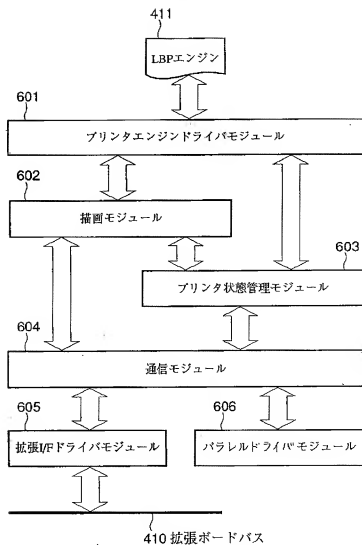 411
LBPエンジン
601
プリンタエンジンドライバモジュール
602
描画モジュール
603
プリンタ状態管理モジュール
604
通信モジュール
605
606
拡張I/Fドライバモジュール
パラレルドライバモジュール
410 拡張ボードバス